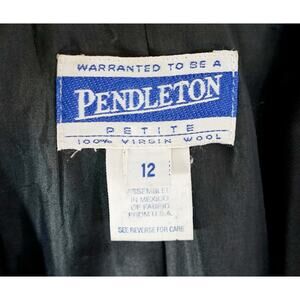 WARRANTED TO BE A
PENDLETON
PETITE
100% VIRGIN WOOL
12
ASSEMBLED
IN MEXICO
OF FABRIC
FROM U.S.A.
SEE REVERSE FOR CARE